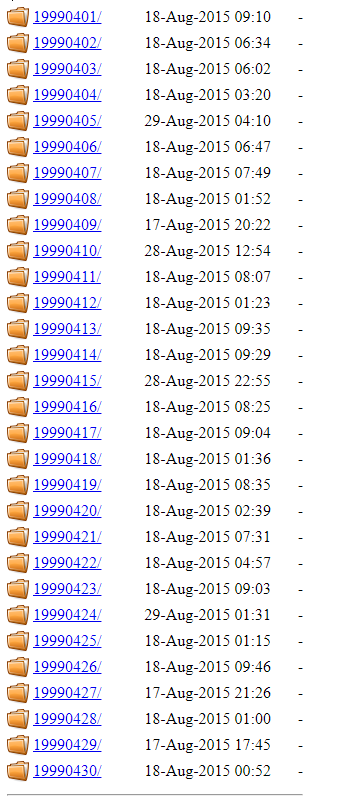 19990401/ 18-Aug-2015 09:10 -
19990402/ 18-Aug-2015 06:34 -
19990403/ 18-Aug-2015 06:02 -
19990404/ 18-Aug-2015 03:20 -
19990405/ 29-Aug-2015 04:10 -
19990406/ 18-Aug-2015 06:47 -
19990407/ 18-Aug-2015 07:49 -
19990408/ 18-Aug-2015 01:52 -
19990409/ 17-Aug-2015 20:22 -
19990410/ 28-Aug-2015 12:54 -
19990411/ 18-Aug-2015 08:07 -
19990412/ 18-Aug-2015 01:23 -
19990413/ 18-Aug-2015 09:35 -
19990414/ 18-Aug-2015 09:29 -
19990415/ 28-Aug-2015 22:55 -
19990416/ 18-Aug-2015 08:25 -
19990417/ 18-Aug-2015 09:04 -
19990418/ 18-Aug-2015 01:36 -
19990419/ 18-Aug-2015 08:35 -
19990420/ 18-Aug-2015 02:39 -
19990421/ 18-Aug-2015 07:31 -
19990422/ 18-Aug-2015 04:57 -
19990423/ 18-Aug-2015 09:03 -
19990424/ 29-Aug-2015 01:31 -
19990425/ 18-Aug-2015 01:15 -
19990426/ 18-Aug-2015 09:46 -
19990427/ 17-Aug-2015 21:26 -
19990428/ 18-Aug-2015 01:00 -
19990429/ 17-Aug-2015 17:45 -
19990430/ 18-Aug-2015 00:52 -